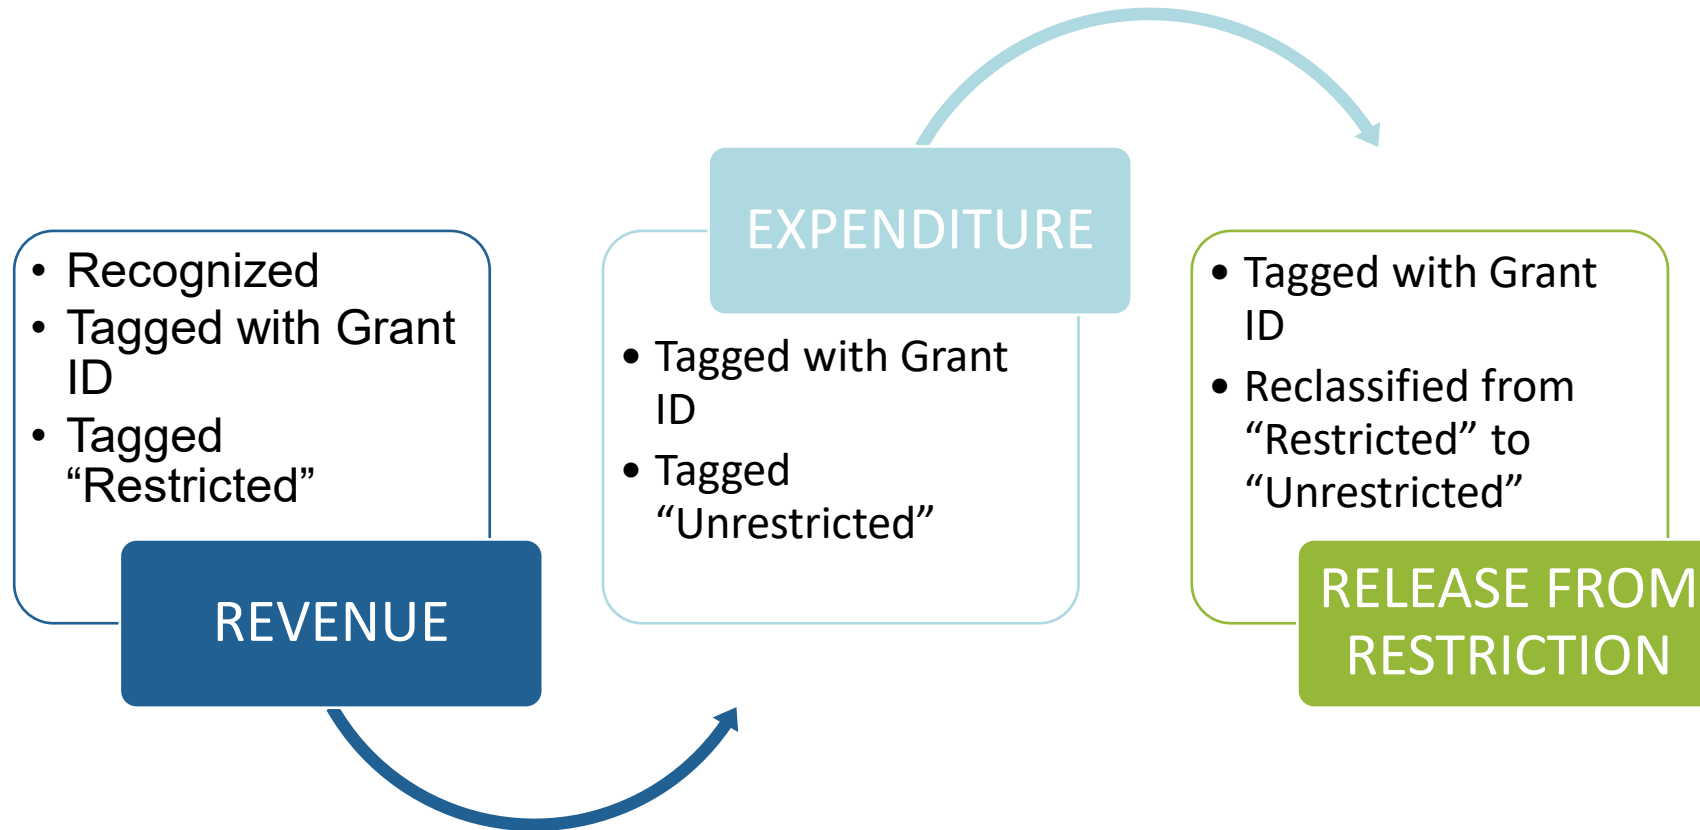 • Recognized
• Tagged with Grant
ID
• Tagged
“Restricted”
REVENUE
EXPENDITURE
• Tagged with Grant
ID
• Tagged
“Unrestricted”
• Tagged with Grant
ID
• Reclassified from
“Restricted” to
“Unrestricted”
RELEASE FROM
RESTRICTION